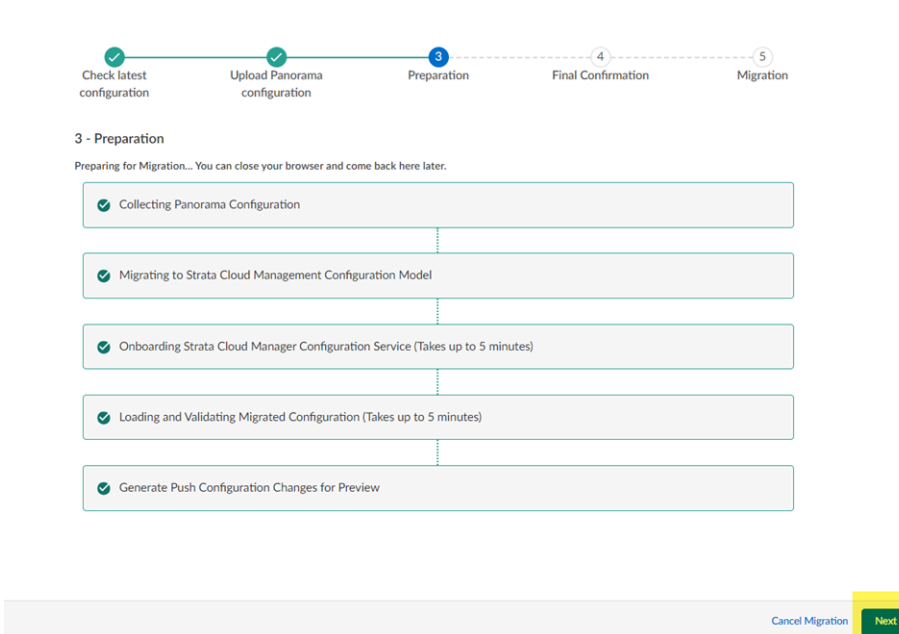 3
4
5
Check latest
configuration
Upload Panorama
configuration
Preparation
Final Confirmation
Migration
3 - Preparation
Preparing for Migration... You can close your browser and come back here later.
Collecting Panorama Configuration
Migrating to Strata Cloud Management Configuration Model
Onboarding Strata Cloud Manager Configuration Service (Takes up to 5 minutes)
Loading and Validating Migrated Configuration (Takes up to 5 minutes)
Generate Push Configuration Changes for Preview
Cancel Migration
Next